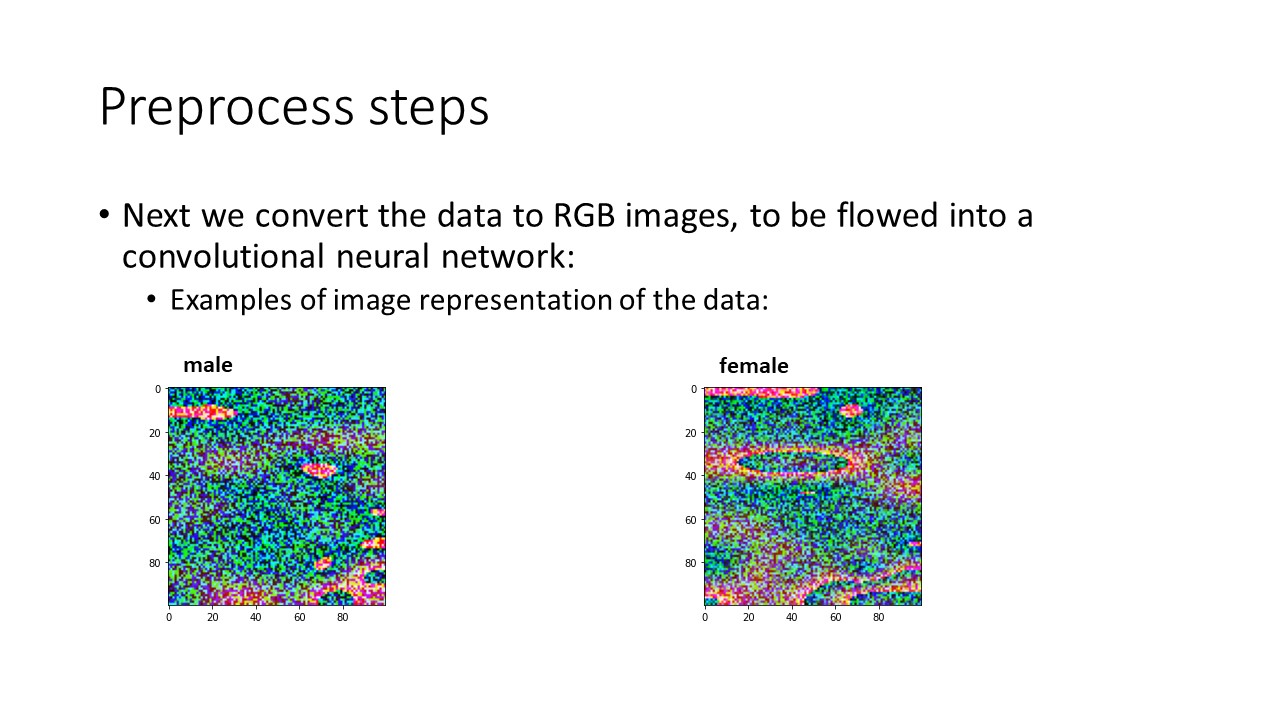 Preprocess steps
• Next we convert the data to RGB images, to be flowed into a
convolutional neural network:
• Examples of image representation of the data:
male
0
20
40
60
80
0 20 40 60 80
female
0
20
40
60
80
0 20 40 60 80